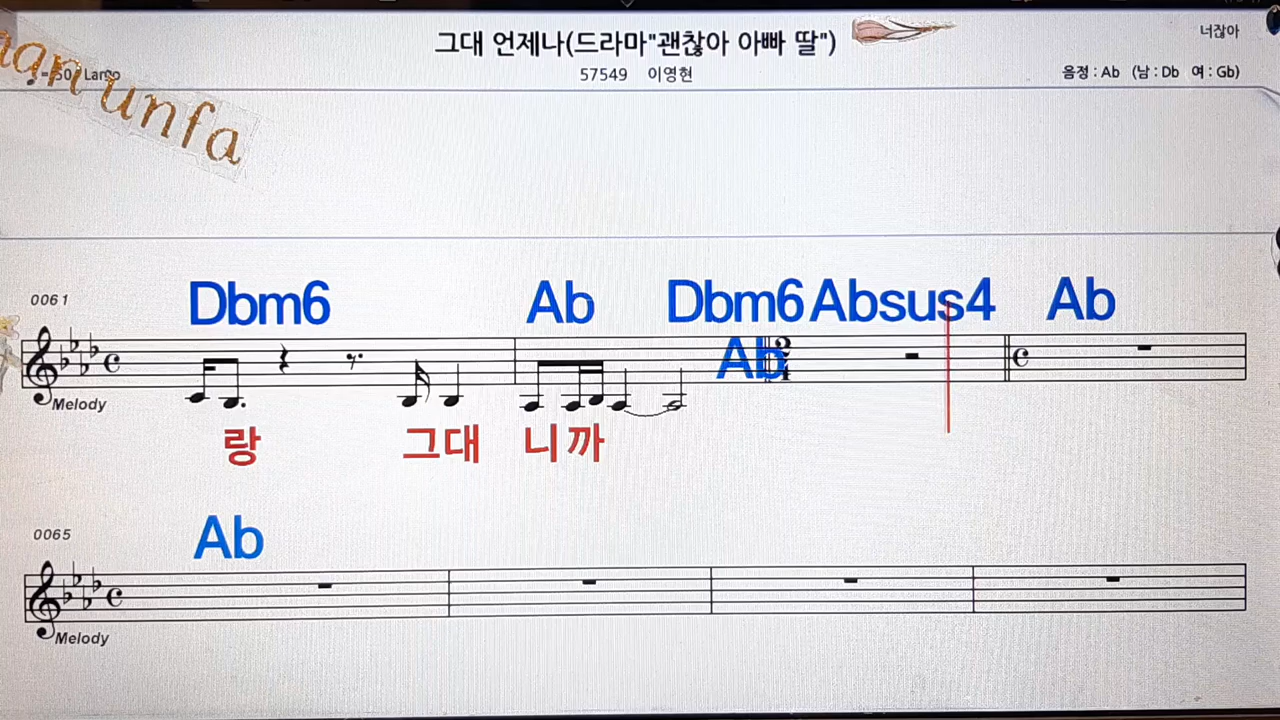 그대 언제나(드라마"괜찮아 아빠 딸")
너잖아
57549 이영현
음정 : Ab (남 : Db 여 : Gb)
unfa
0061
Dbm6 Ab Dbm6 Absus4 Ab
Ab
2
4
Melody
랑 그대 니까
0065
Ab
Melody